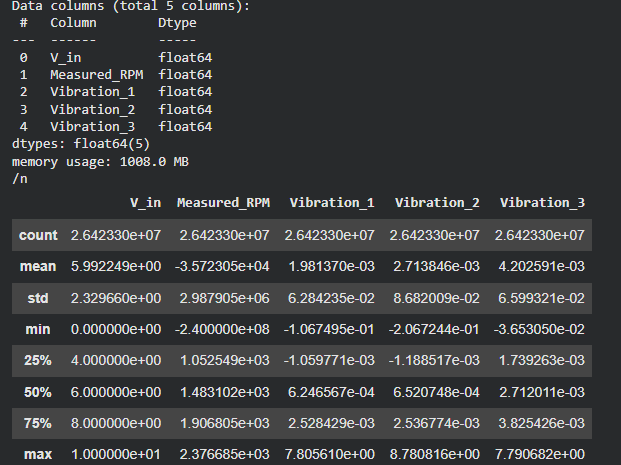 Data columns (total 5 columns):
#   Column        Dtype
---  ------        -----
0   V_in          float64
1   Measured_RPM  float64
2   Vibration_1   float64
3   Vibration_2   float64
4   Vibration_3   float64
dtypes: float64(5)
memory usage: 1008.0 MB
/n
V_in Measured_RPM Vibration_1 Vibration_2 Vibration_3
count 2.642330e+07 2.642330e+07 2.642330e+07 2.642330e+07 2.642330e+07
mean 5.992249e+00 -3.572305e+04 1.981370e-03 2.713846e-03 4.202591e-03
std 2.329660e+00 2.987905e+06 6.284235e-02 8.682009e-02 6.599321e-02
min 0.000000e+00 -2.400000e+08 -1.067495e-01 -2.067244e-01 -3.653050e-02
25% 4.000000e+00 1.052549e+03 -1.059771e-03 -1.188517e-03 1.739263e-03
50% 6.000000e+00 1.483102e+03 6.246567e-04 6.520748e-04 2.712011e-03
75% 8.000000e+00 1.906805e+03 2.528429e-03 2.536774e-03 3.825426e-03
max 1.000000e+01 2.376685e+03 7.805610e+00 8.780816e+00 7.790682e+00